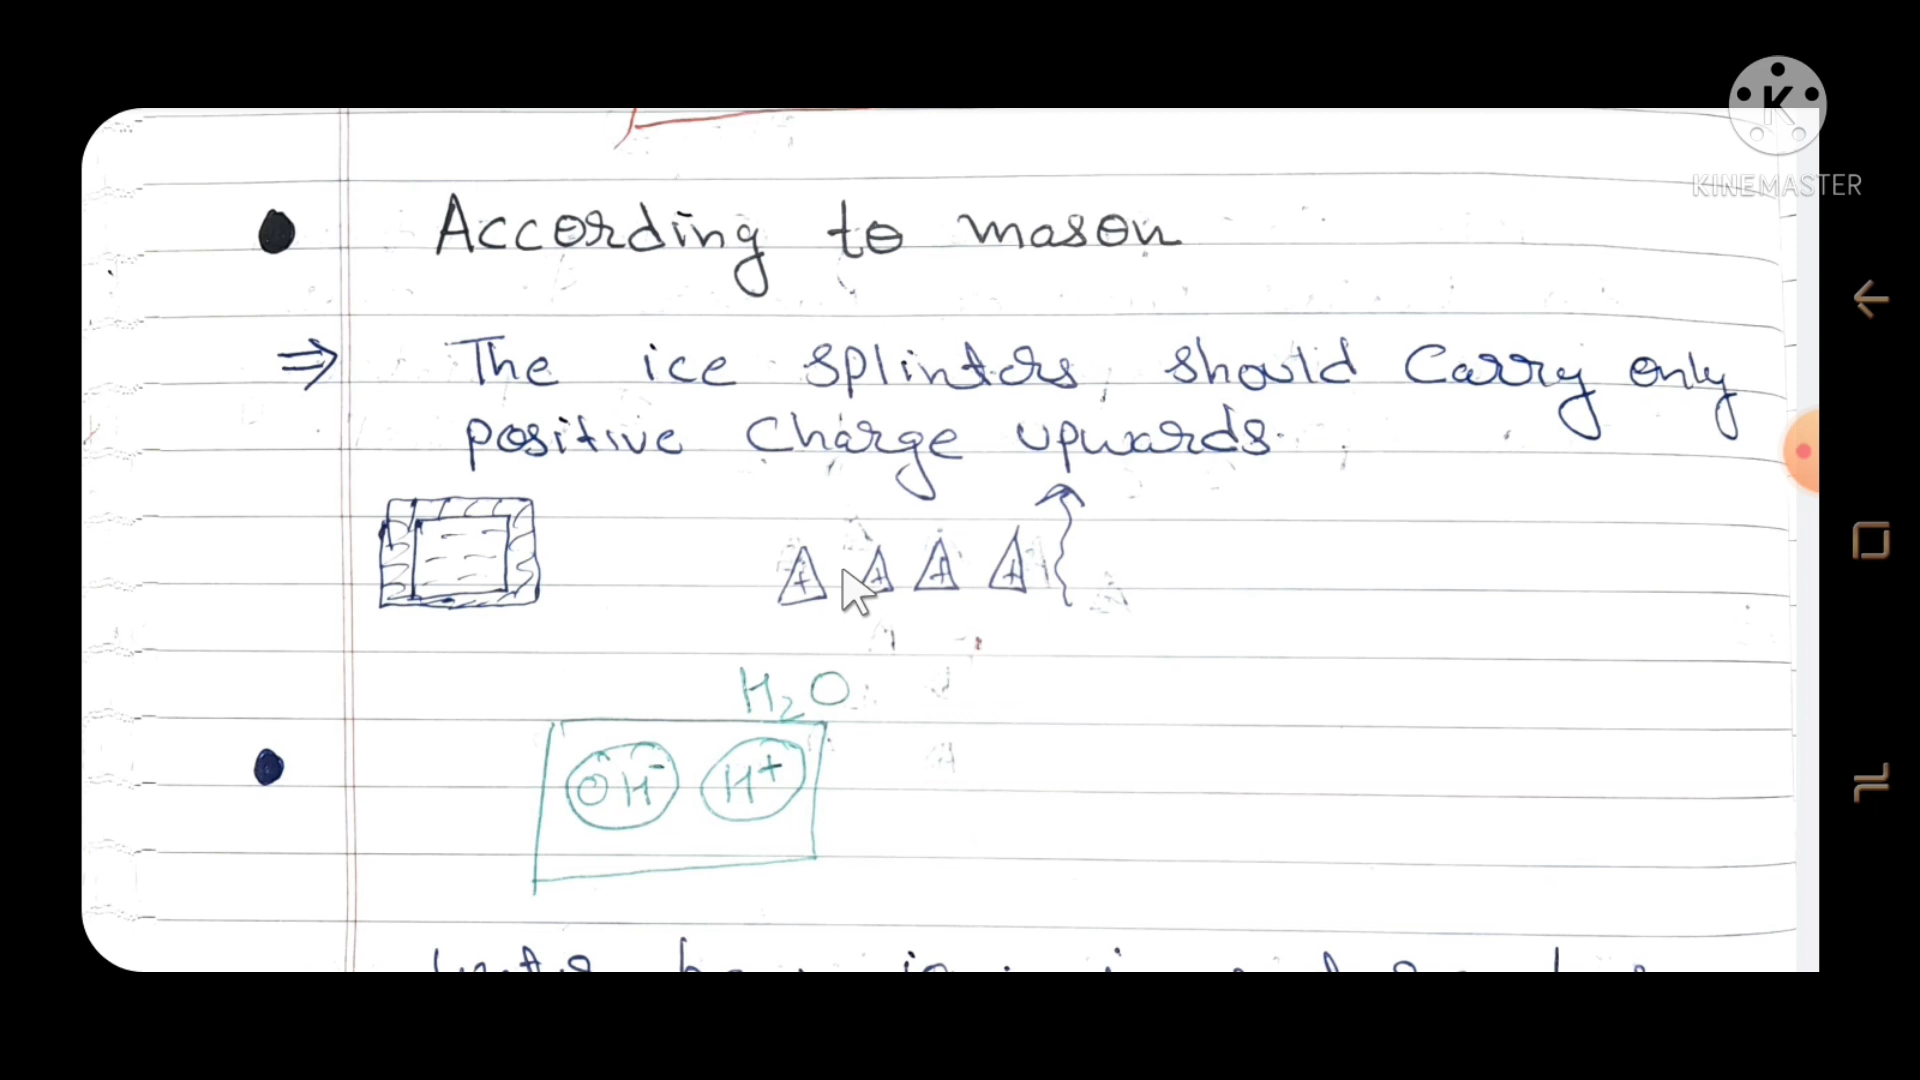 KINEMASTER
According to mason
⇒ The ice splinters should carry only
positive charge upwards.
+ + + +
H₂O
OH⁻ H⁺